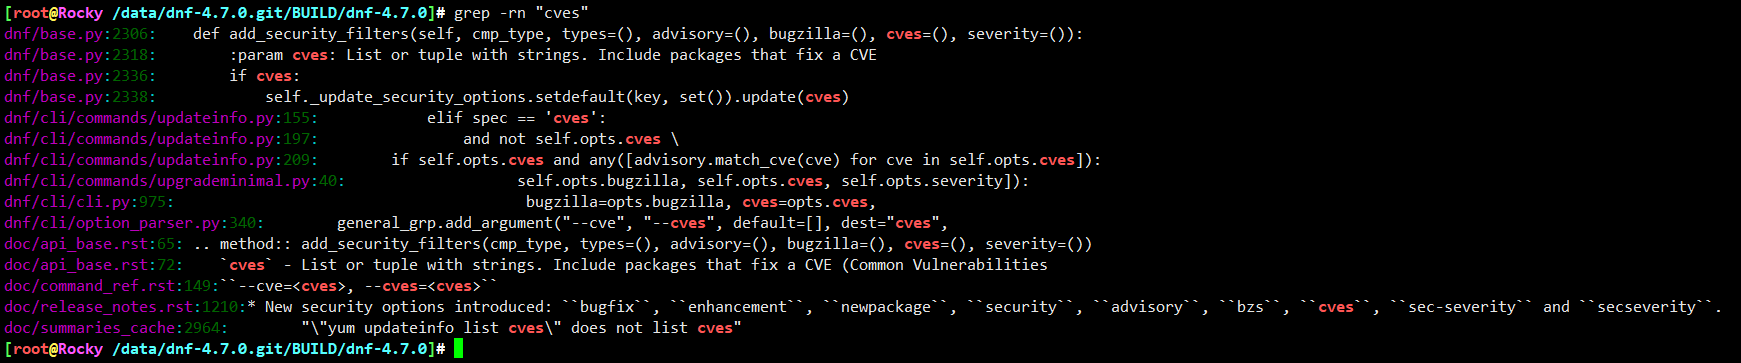 [root@Rocky /data/dnf-4.7.0.git/BUILD/dnf-4.7.0]# grep -rn "cves"
dnf/base.py:2306:    def add_security_filters(self, cmp_type, types=(), advisory=(), bugzilla=(), cves=(), severity=()):
dnf/base.py:2318:        :param cves: List or tuple with strings. Include packages that fix a CVE
dnf/base.py:2336:        if cves:
dnf/base.py:2338:            self._update_security_options.setdefault(key, set()).update(cves)
dnf/cli/commands/updateinfo.py:155:            elif spec == 'cves':
dnf/cli/commands/updateinfo.py:197:                and not self.opts.cves \
dnf/cli/commands/updateinfo.py:209:        if self.opts.cves and any([advisory.match_cve(cve) for cve in self.opts.cves]):
dnf/cli/commands/upgrademinimal.py:40:                   self.opts.bugzilla, self.opts.cves, self.opts.severity]):
dnf/cli/cli.py:975:                                       bugzilla=opts.bugzilla, cves=opts.cves,
dnf/cli/option_parser.py:340:        general_grp.add_argument("--cve", "--cves", default=[], dest="cves",
doc/api_base.rst:65: .. method:: add_security_filters(cmp_type, types=(), advisory=(), bugzilla=(), cves=(), severity=())
doc/api_base.rst:72:    `cves` - List or tuple with strings. Include packages that fix a CVE (Common Vulnerabilities
doc/command_ref.rst:149:``--cve=<cves>, --cves=<cves>``
doc/release_notes.rst:1210:* New security options introduced: ``bugfix``, ``enhancement``, ``newpackage``, ``security``, ``advisory``, ``bzs``, ``cves``, ``sec-severity`` and ``secseverity``.
doc/summaries_cache:2964:        "\"yum updateinfo list cves\" does not list cves"
[root@Rocky /data/dnf-4.7.0.git/BUILD/dnf-4.7.0]#